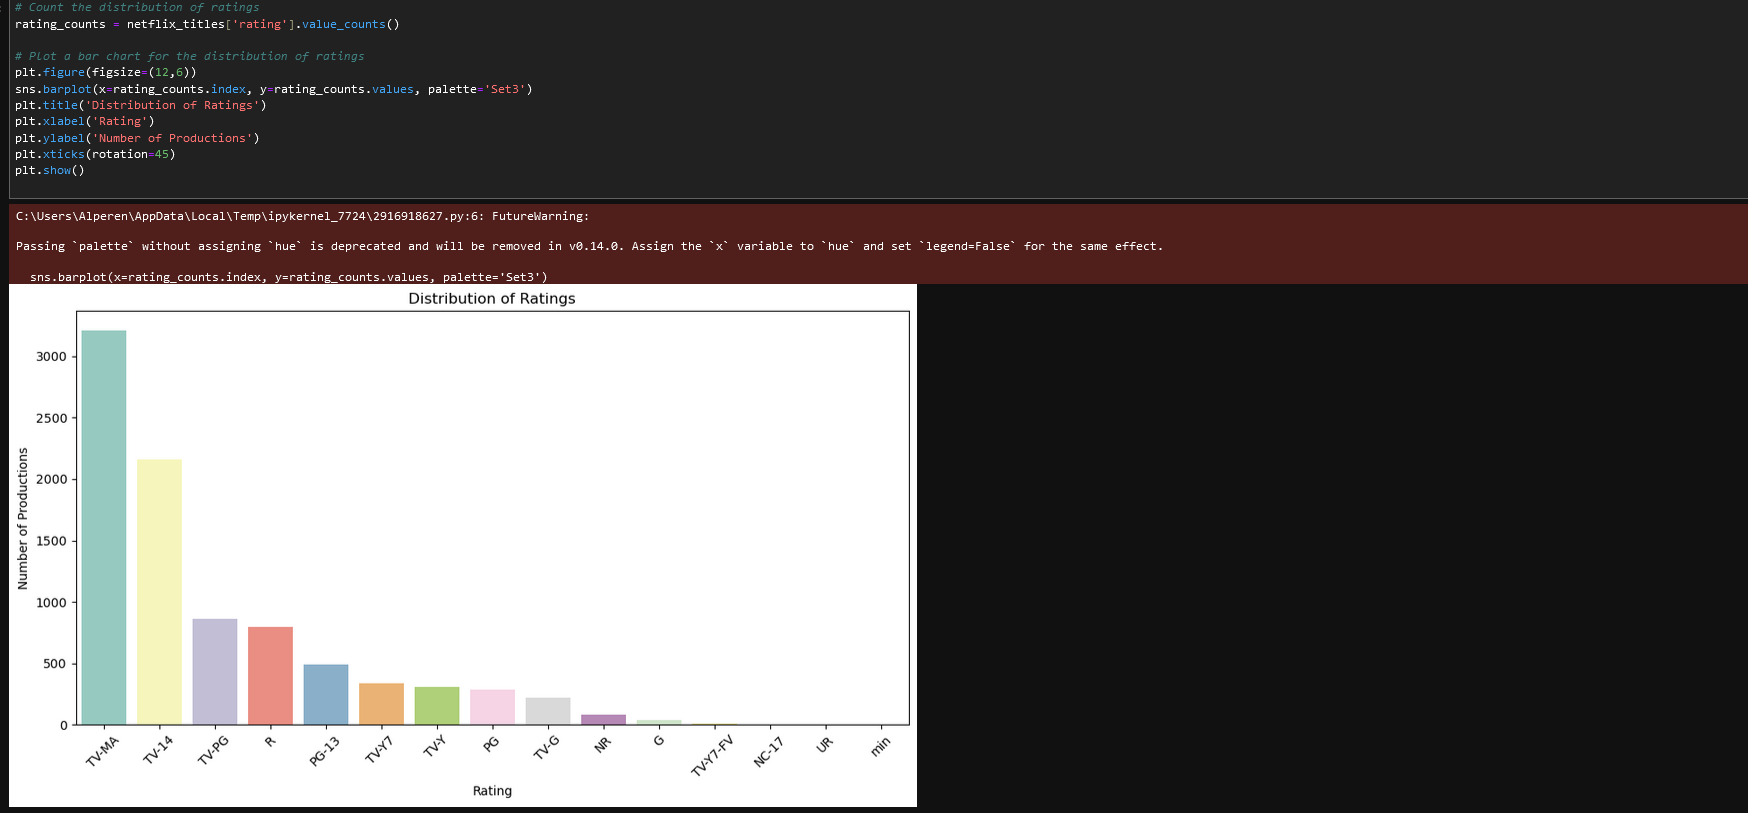 # Count the distribution of ratings
rating_counts = netflix_titles['rating'].value_counts()
# Plot a bar chart for the distribution of ratings
plt.figure(figsize=(12,6))
sns.barplot(x=rating_counts.index, y=rating_counts.values, palette='Set3')
plt.title('Distribution of Ratings')
plt.xlabel('Rating')
plt.ylabel('Number of Productions')
plt.xticks(rotation=45)
plt.show()
C:\Users\Alperen\AppData\Local\Temp\ipykernel_7724\2916918627.py:6: FutureWarning:
Passing `palette` without assigning `hue` is deprecated and will be removed in v0.14.0. Assign the `x` variable to `hue` and set `legend=False` for the same effect.
sns.barplot(x=rating_counts.index, y=rating_counts.values, palette='Set3')
Distribution of Ratings
Number of Productions
3000
2500
2000
1500
1000
500
0
TV-MA
TV-14
TV-PG
R
PG-13
TV-Y7
TV-Y
PG
TV-G
NR
G
TV-Y7-FV
NC-17
UR
min
Rating